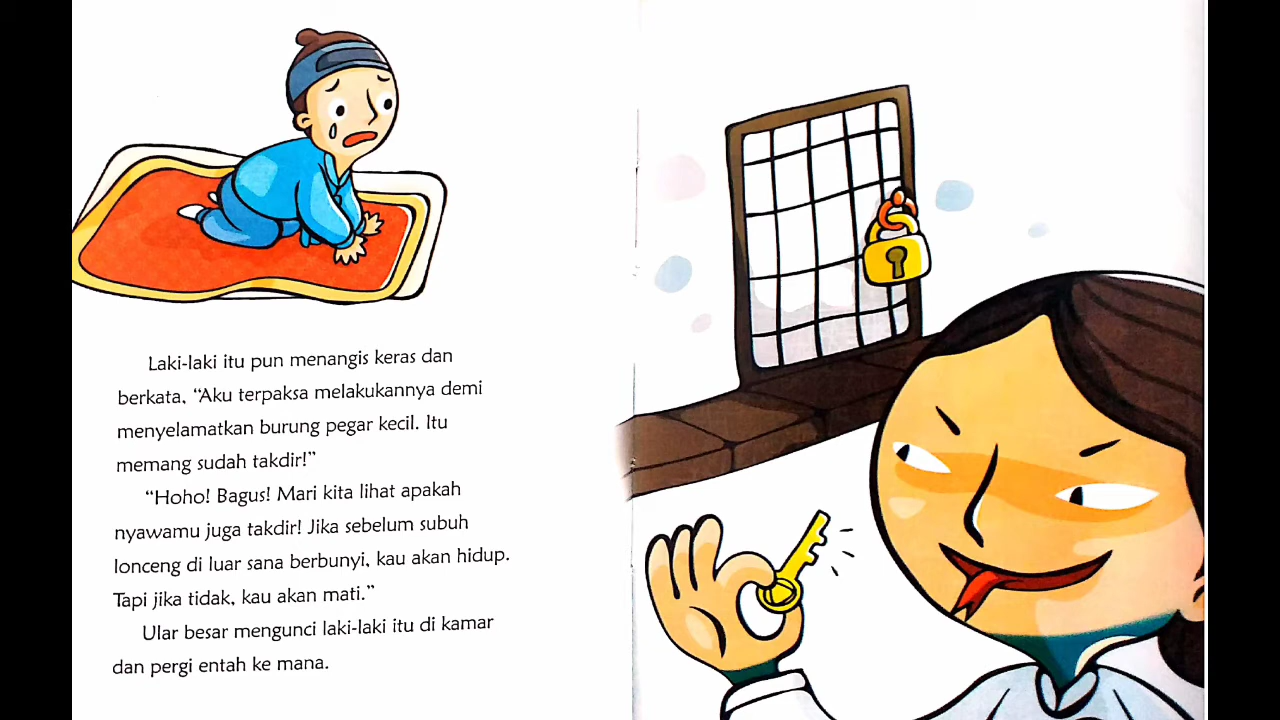 Laki-laki itu pun menangis keras dan
berkata, “Aku terpaksa melakukannya demi
menyelamatkan burung pegar kecil. Itu
memang sudah takdir!”
“Hoho! Bagus! Mari kita lihat apakah
nyawamu juga takdir! Jika sebelum subuh
lonceng di luar sana berbunyi, kau akan hidup.
Tapi jika tidak, kau akan mati.”
Ular besar mengunci laki-laki itu di kamar
dan pergi entah ke mana.